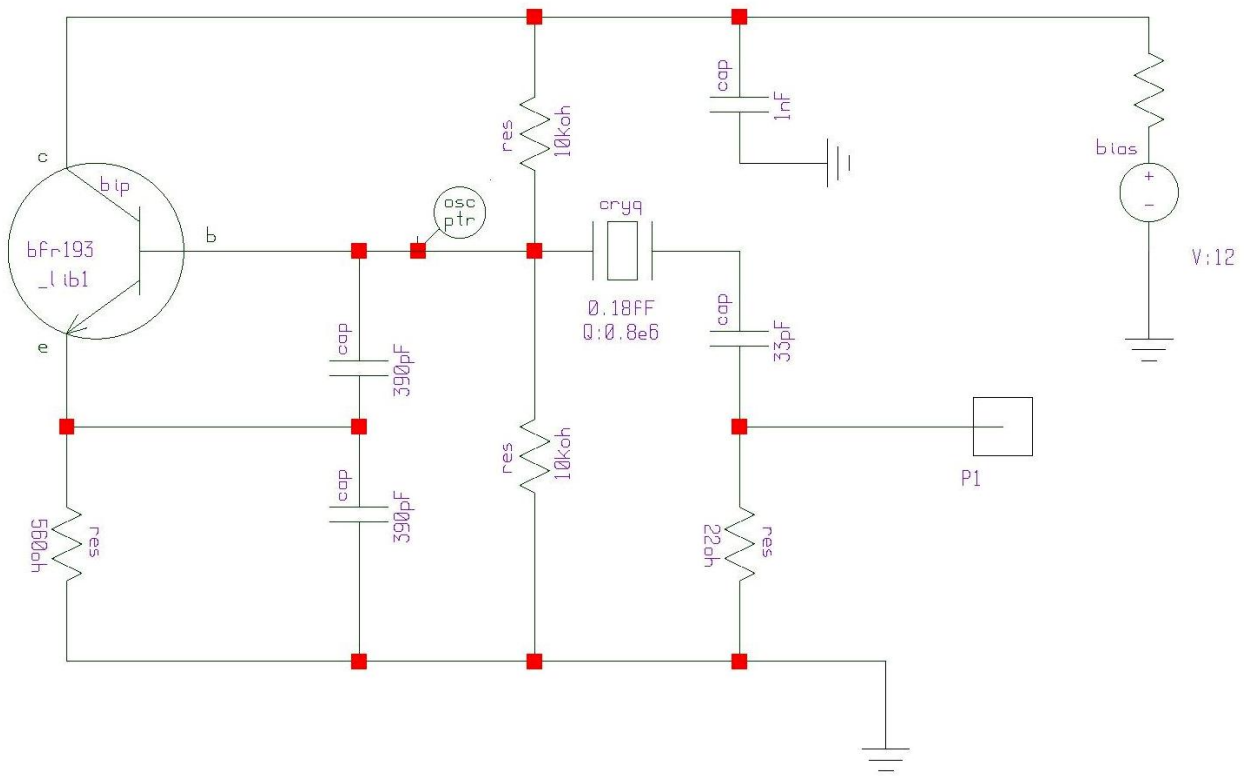 cap
1nF
res
10koh
c
bip
bias
+
-
osc
ptr
cryq
b
bfr193
_lib1
V:12
0.18fF
Q:0.8e6
cap
33pF
e
cap
390pF
res
10koh
P1
cap
390pF
560oh
res
22oh
res